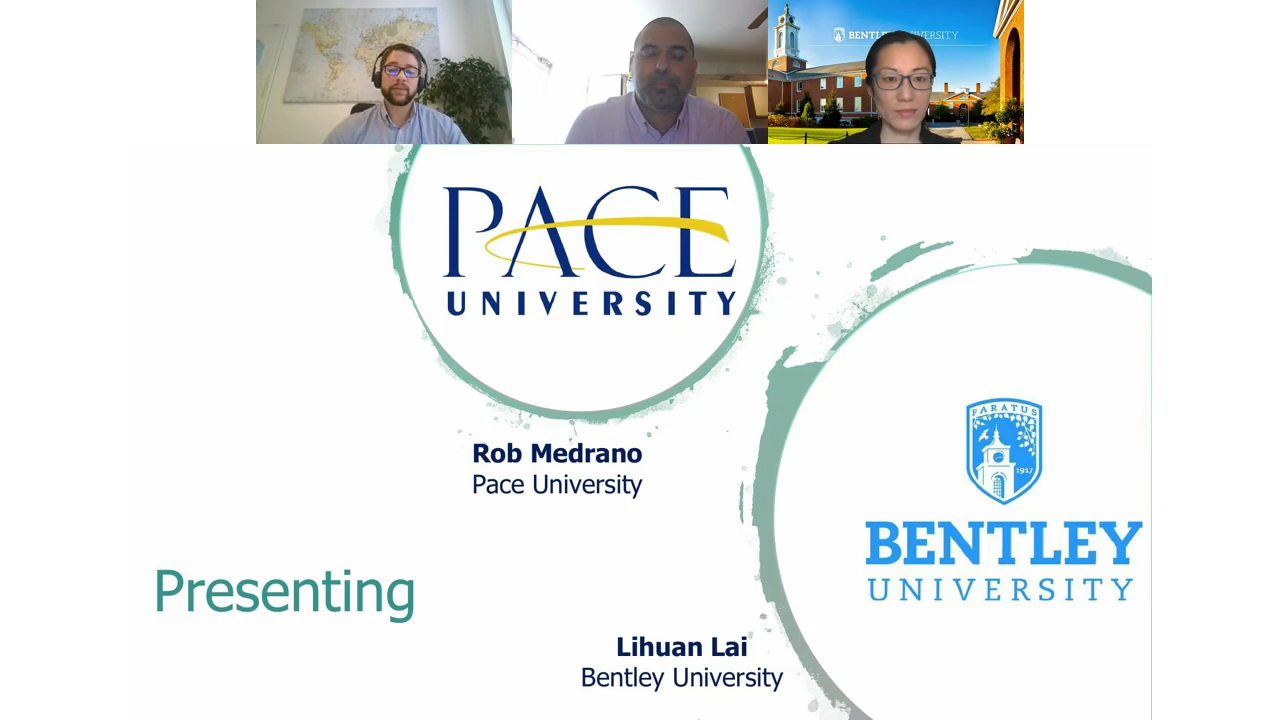 BENTLEY UNIVERSITY
PACE
UNIVERSITY
Rob Medrano
Pace University
PARATUS
1917
BENTLEY
UNIVERSITY
Presenting
Lihuan Lai
Bentley University